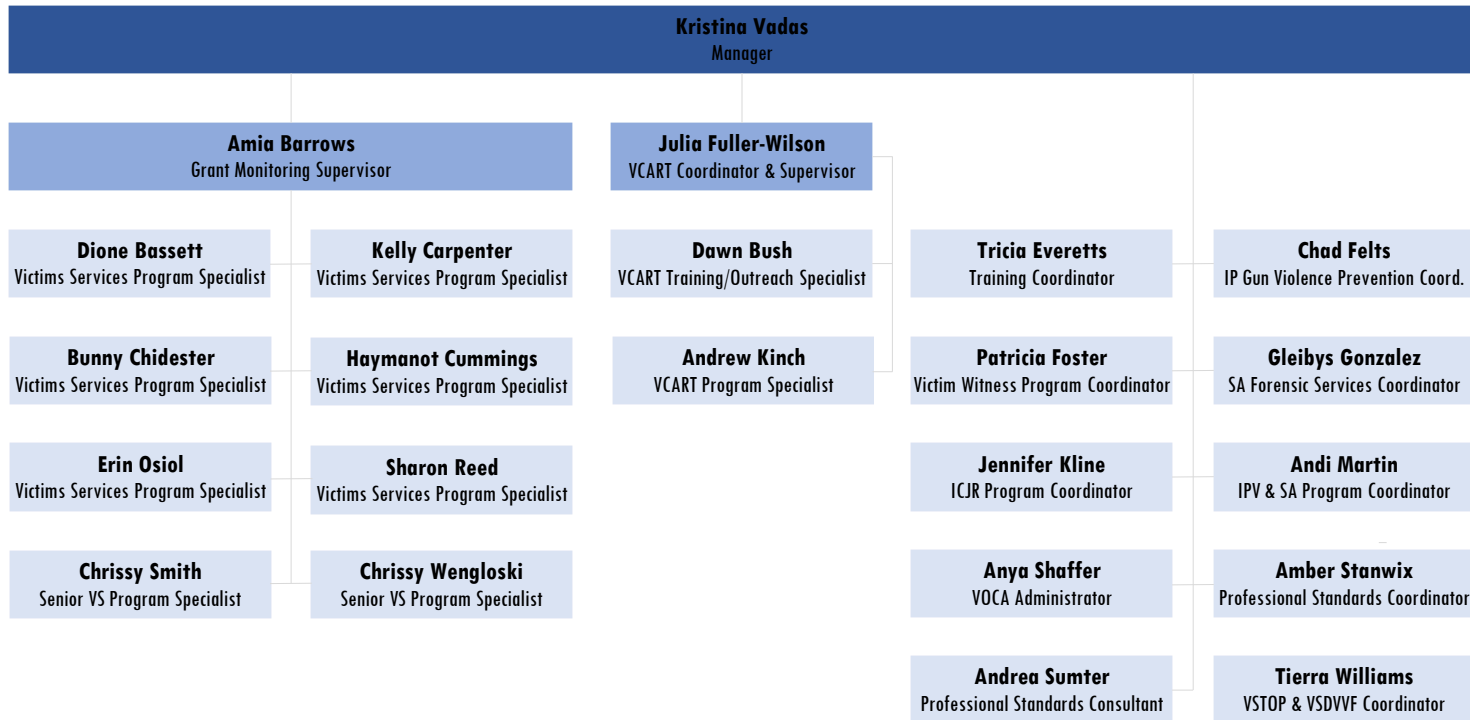 Kristina Vadas
Manager
Amia Barrows
Grant Monitoring Supervisor
Julia Fuller-Wilson
VCART Coordinator & Supervisor
Dione Bassett
Victims Services Program Specialist
Kelly Carpenter
Victims Services Program Specialist
Dawn Bush
VCART Training/Outreach Specialist
Tricia Everetts
Training Coordinator
Chad Felts
IP Gun Violence Prevention Coord.
Bunny Chidester
Victims Services Program Specialist
Haymanot Cummings
Victims Services Program Specialist
Andrew Kinch
VCART Program Specialist
Patricia Foster
Victim Witness Program Coordinator
Gleibys Gonzalez
SA Forensic Services Coordinator
Erin Osiol
Victims Services Program Specialist
Sharon Reed
Victims Services Program Specialist
Jennifer Kline
ICJR Program Coordinator
Andi Martin
IPV & SA Program Coordinator
Chrissy Smith
Senior VS Program Specialist
Chrissy Wengloski
Senior VS Program Specialist
Anya Shaffer
VOCA Administrator
Amber Stanwix
Professional Standards Coordinator
Andrea Sumter
Professional Standards Consultant
Tierra Williams
VSTOP & VSDVVF Coordinator